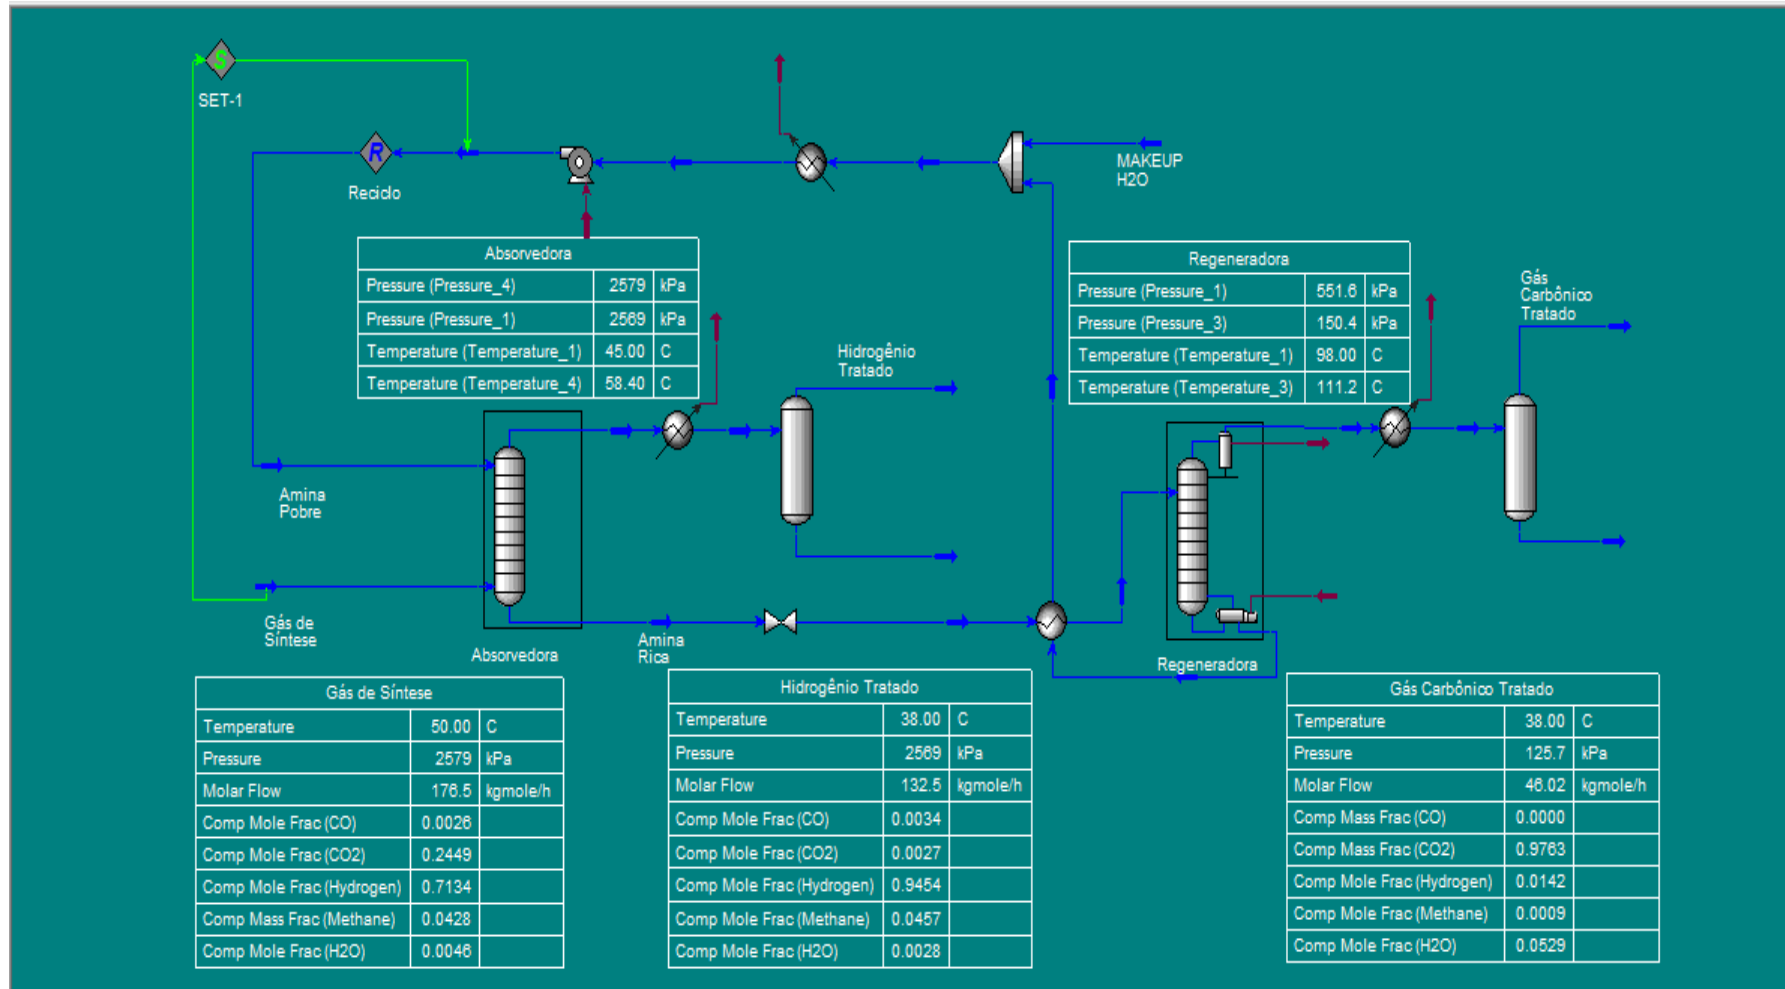 S
SET-1
R
Reciclo
MAKEUP
H2O
Absorvedora
Pressure (Pressure_4) 2579 kPa
Pressure (Pressure_1) 2569 kPa
Temperature (Temperature_1) 45.00 C
Temperature (Temperature_4) 58.40 C
Regeneradora
Pressure (Pressure_1) 551.6 kPa
Pressure (Pressure_3) 150.4 kPa
Temperature (Temperature_1) 98.00 C
Temperature (Temperature_3) 111.2 C
Gás
Carbônico
Tratado
Hidrogênio
Tratado
Amina
Pobre
Gás de
Síntese
Absorvedora
Amina
Rica
Regeneradora
Gás de Síntese
Temperature 50.00 C
Pressure 2579 kPa
Molar Flow 176.5 kgmole/h
Comp Mole Frac (CO) 0.0026
Comp Mole Frac (CO2) 0.2449
Comp Mole Frac (Hydrogen) 0.7134
Comp Mass Frac (Methane) 0.0428
Comp Mole Frac (H2O) 0.0046
Hidrogênio Tratado
Temperature 38.00 C
Pressure 2569 kPa
Molar Flow 132.5 kgmole/h
Comp Mole Frac (CO) 0.0034
Comp Mole Frac (CO2) 0.0027
Comp Mole Frac (Hydrogen) 0.9454
Comp Mole Frac (Methane) 0.0457
Comp Mole Frac (H2O) 0.0028
Gás Carbônico Tratado
Temperature 38.00 C
Pressure 125.7 kPa
Molar Flow 46.02 kgmole/h
Comp Mass Frac (CO) 0.0000
Comp Mass Frac (CO2) 0.9763
Comp Mole Frac (Hydrogen) 0.0142
Comp Mole Frac (Methane) 0.0009
Comp Mole Frac (H2O) 0.0529